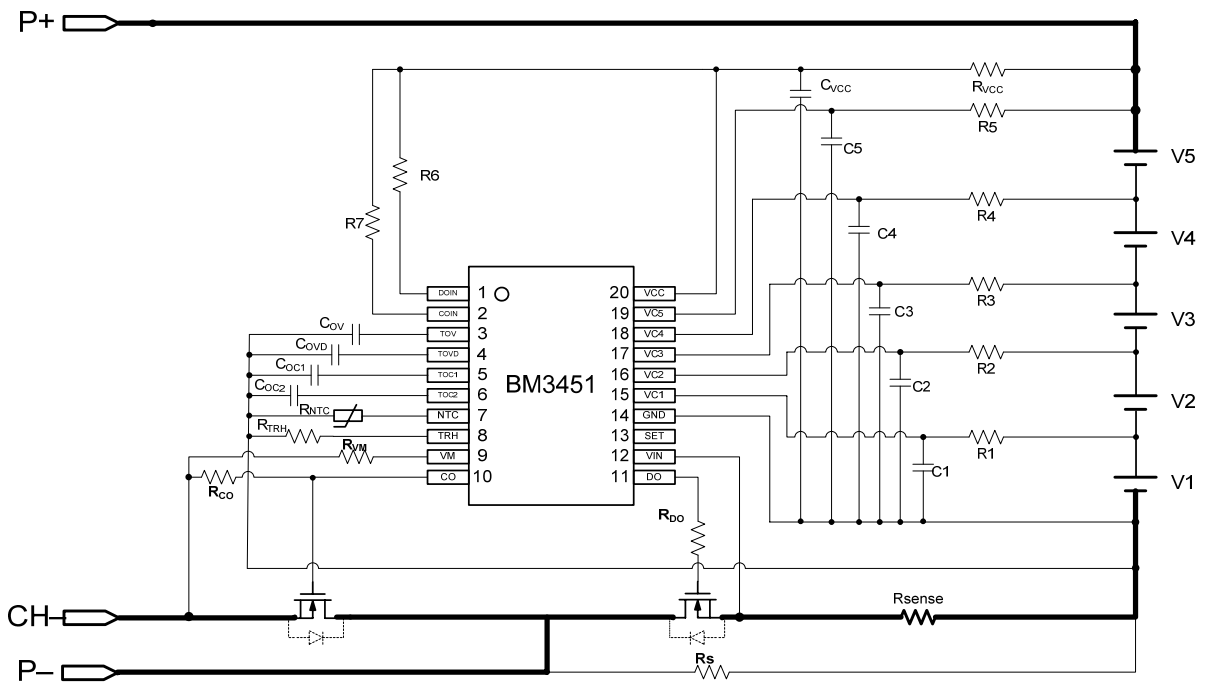 P+
CVCC
RVCC
R5
C5
V5
R6
R7
R4
C4
V4
R3
C3
V3
R2
C2
V2
R1
C1
V1
BM3451
DOIN 1
COIN 2
COV TOV 3
COVD TOVD 4
COC1 TOC1 5
COC2 TOC2 6
RNTC NTC 7
RTRH TRH 8
RVM VM 9
RCO CO 10
20 VCC
19 VC5
18 VC4
17 VC3
16 VC2
15 VC1
14 GND
13 SET
12 VIN
11 DO
RDO
Rsense
CH–
Rs
P–